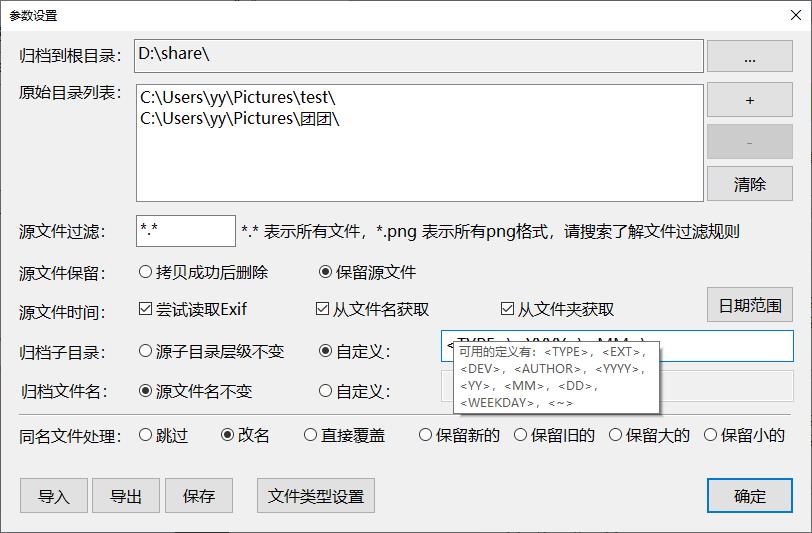 参数设置
归档到根目录：
D:\share\
...
原始目录列表：
C:\Users\yy\Pictures\test\
C:\Users\yy\Pictures\团团\
+
-
清除
源文件过滤：
*.*
*.* 表示所有文件，*.png 表示所有png格式，请搜索了解文件过滤规则
源文件保留： 拷贝成功后删除 保留源文件
源文件时间： 尝试读取Exif 从文件名获取 从文件夹获取 日期范围
归档子目录： 源子目录层级不变 自定义：
可用的定义有：<TYPE>，<EXT>，
<DEV>，<AUTHOR>，<YYYY>，
<YY>，<MM>，<DD>，
<WEEKDAY>，<~>
归档文件名： 源文件名不变 自定义：
同名文件处理： 跳过 改名 直接覆盖 保留新的 保留旧的 保留大的 保留小的
导入 导出 保存 文件类型设置 确定